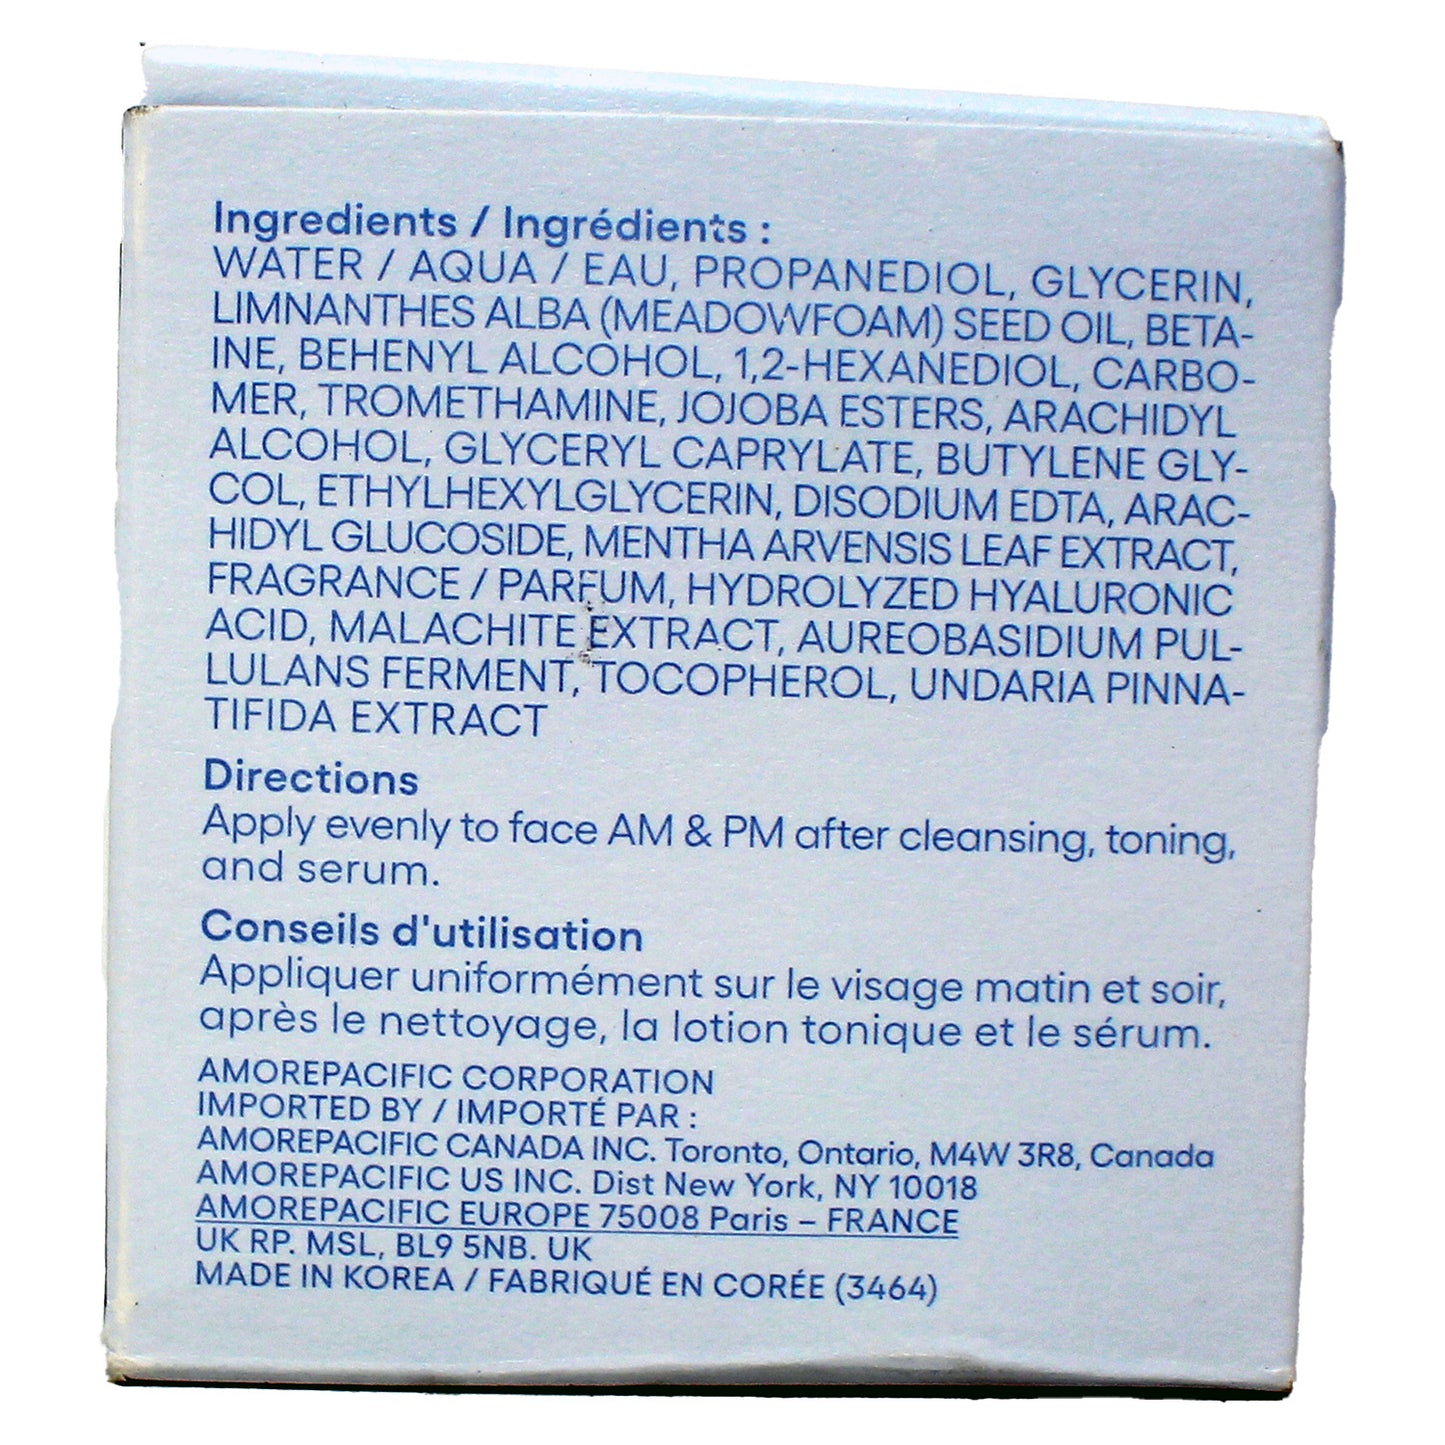 Ingredients / Ingrédients :
WATER / AQUA / EAU, PROPANEDIOL, GLYCERIN,
LIMNANTHES ALBA (MEADOWFOAM) SEED OIL, BETA-
INE, BEHENYL ALCOHOL, 1,2-HEXANEDIOL, CARBO-
MER, TROMETHAMINE, JOJOBA ESTERS, ARACHIDYL
ALCOHOL, GLYCERYL CAPRYLATE, BUTYLENE GLY-
COL, ETHYLHEXYLGLYCERIN, DISODIUM EDTA, ARAC-
HIDYL GLUCOSIDE, MENTHA ARVENSIS LEAF EXTRACT,
FRAGRANCE / PARFUM, HYDROLYZED HYALURONIC
ACID, MALACHITE EXTRACT, AUREOBASIDIUM PUL-
LULANS FERMENT, TOCOPHEROL, UNDARIA PINNA-
TIFIDA EXTRACT
Directions
Apply evenly to face AM & PM after cleansing, toning,
and serum.
Conseils d'utilisation
Appliquer uniformément sur le visage matin et soir,
après le nettoyage, la lotion tonique et le sérum.
AMOREPACIFIC CORPORATION
IMPORTED BY / IMPORTÉ PAR :
AMOREPACIFIC CANADA INC. Toronto, Ontario, M4W 3R8, Canada
AMOREPACIFIC US INC. Dist New York, NY 10018
AMOREPACIFIC EUROPE 75008 Paris – FRANCE
UK RP. MSL, BL9 5NB. UK
MADE IN KOREA / FABRIQUÉ EN CORÉE (3464)